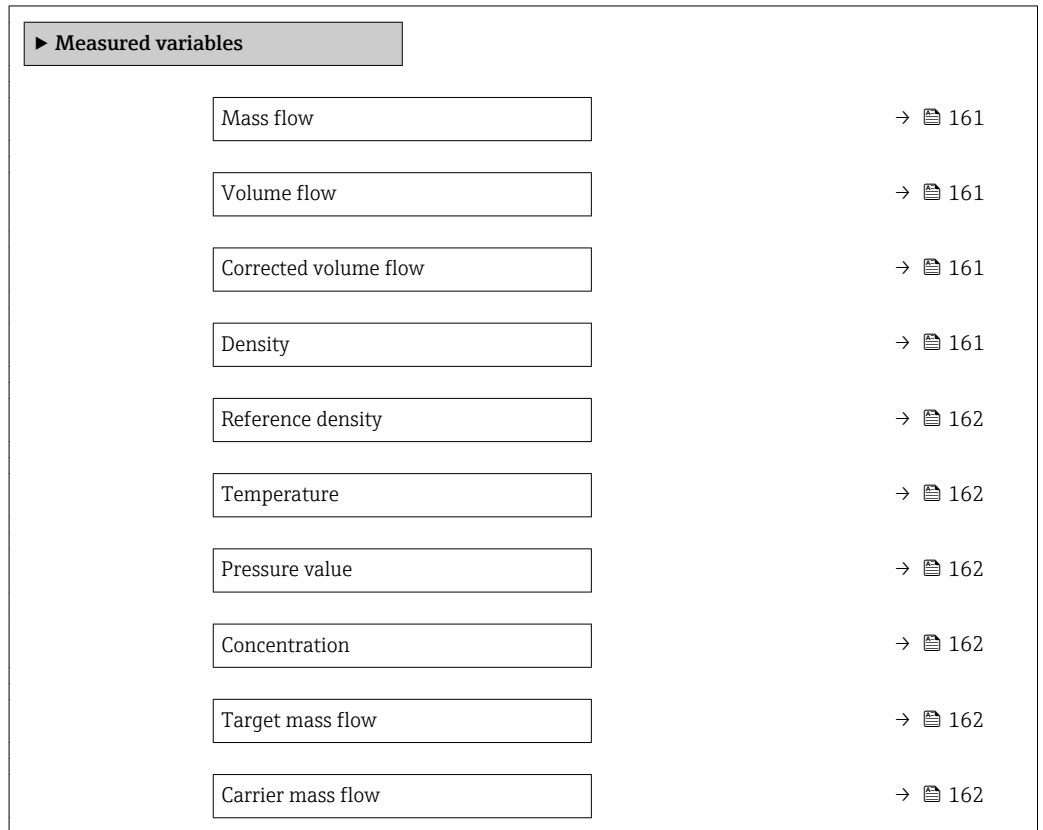 ▶ Measured variables
Mass flow → 161
Volume flow → 161
Corrected volume flow → 161
Density → 161
Reference density → 162
Temperature → 162
Pressure value → 162
Concentration → 162
Target mass flow → 162
Carrier mass flow → 162